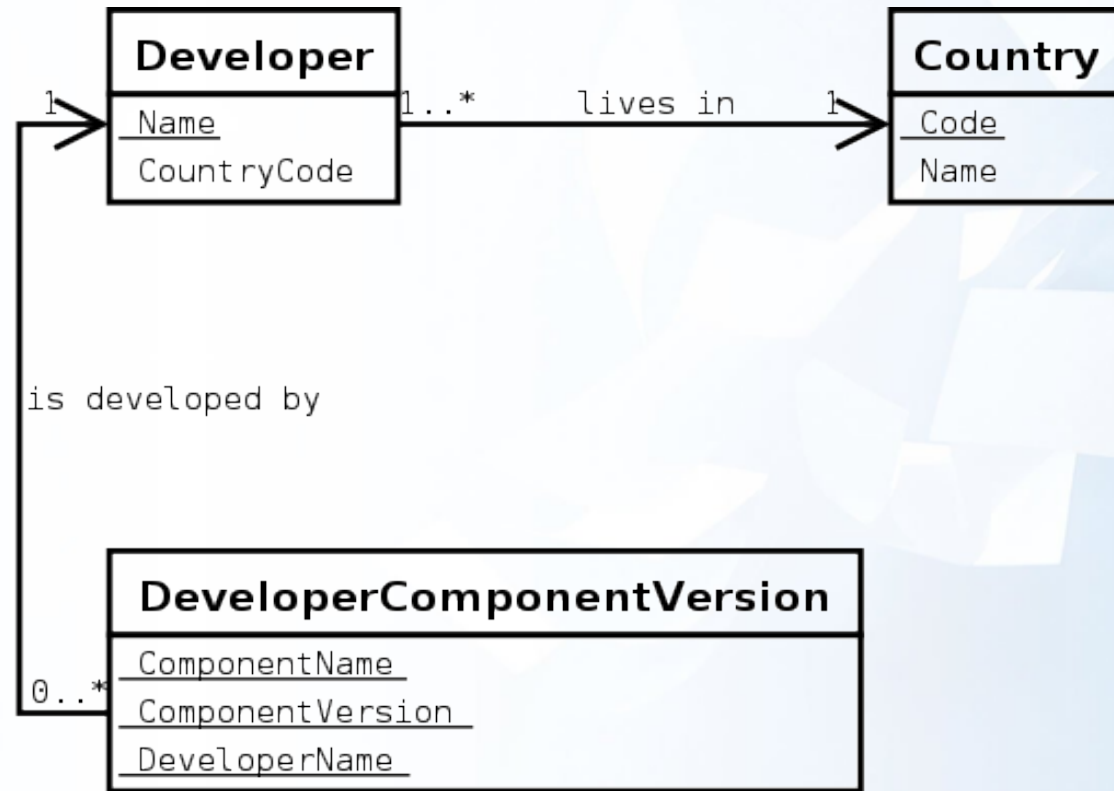 Developer
Country
1
1..*
lives in
1
Name
Code
CountryCode
Name
is developed by
DeveloperComponentVersion
ComponentName
0..*
ComponentVersion
DeveloperName